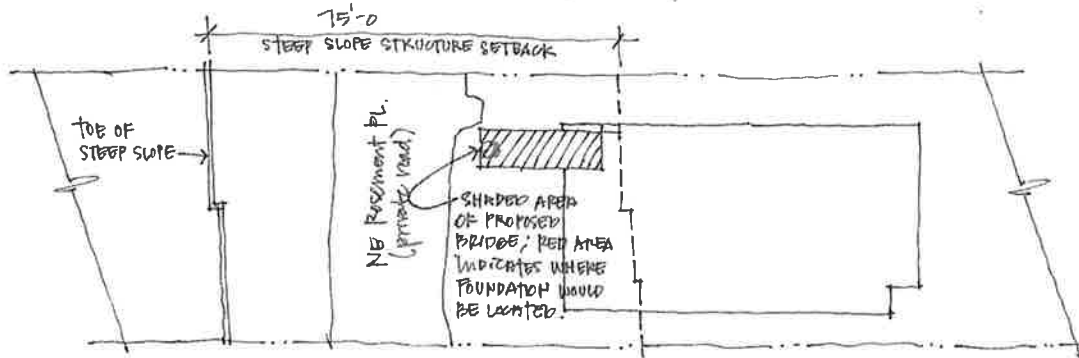 75'-0
STEEP SLOPE STRUCTURE SETBACK
TOE OF
STEEP SLOPE
NE Rosemont PL.
(private road)
SHADED AREA
OF PROPOSED
BRIDGE; RED AREA
INDICATES WHERE
FOUNDATION WOULD
BE LOCATED.